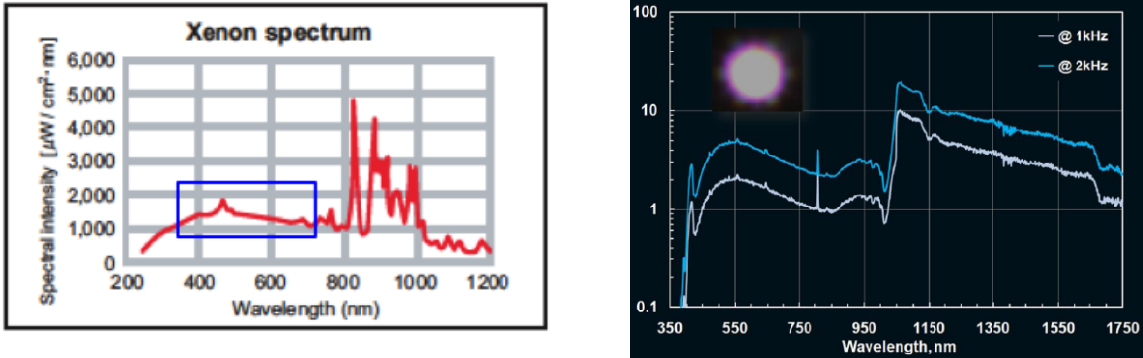 Xenon spectrum
Spectral intensity [μW / cm²·nm]
6,000
5,000
4,000
3,000
2,000
1,000
0
200 400 600 800 1000 1200
Wavelength (nm)
100
10
1
0.1
@ 1kHz
@ 2kHz
350 550 750 950 1150 1350 1550 1750
Wavelength,nm